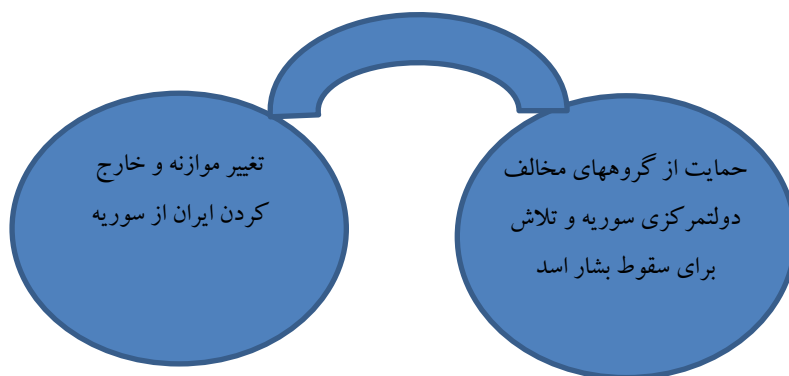 حمایت از گروههای مخالف
دولتمرکزی سوریه و تلاش
برای سقوط بشار اسد
تغییر موازنه و خارج
کردن ایران از سوریه